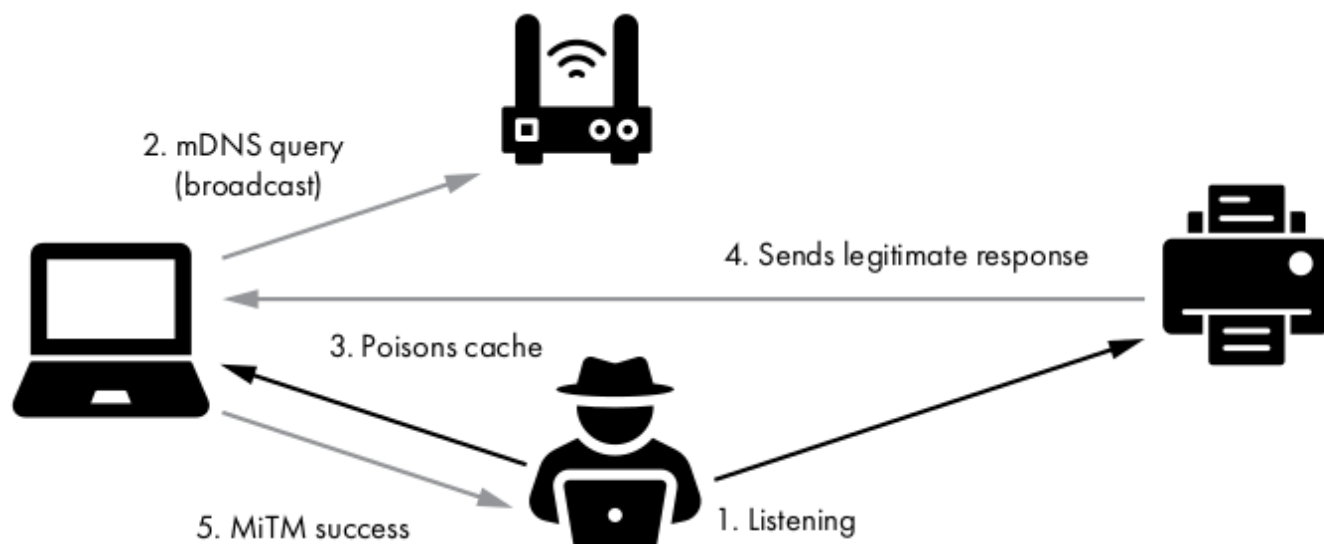 2. mDNS query
(broadcast)
4. Sends legitimate response
3. Poisons cache
1. Listening
5. MiTM success